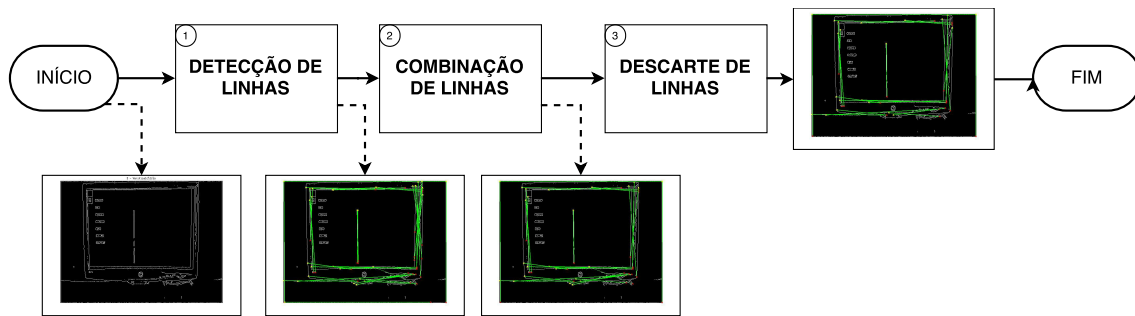 INÍCIO
1
DETECÇÃO DE
LINHAS
2
COMBINAÇÃO
DE LINHAS
3
DESCARTE DE
LINHAS
FIM